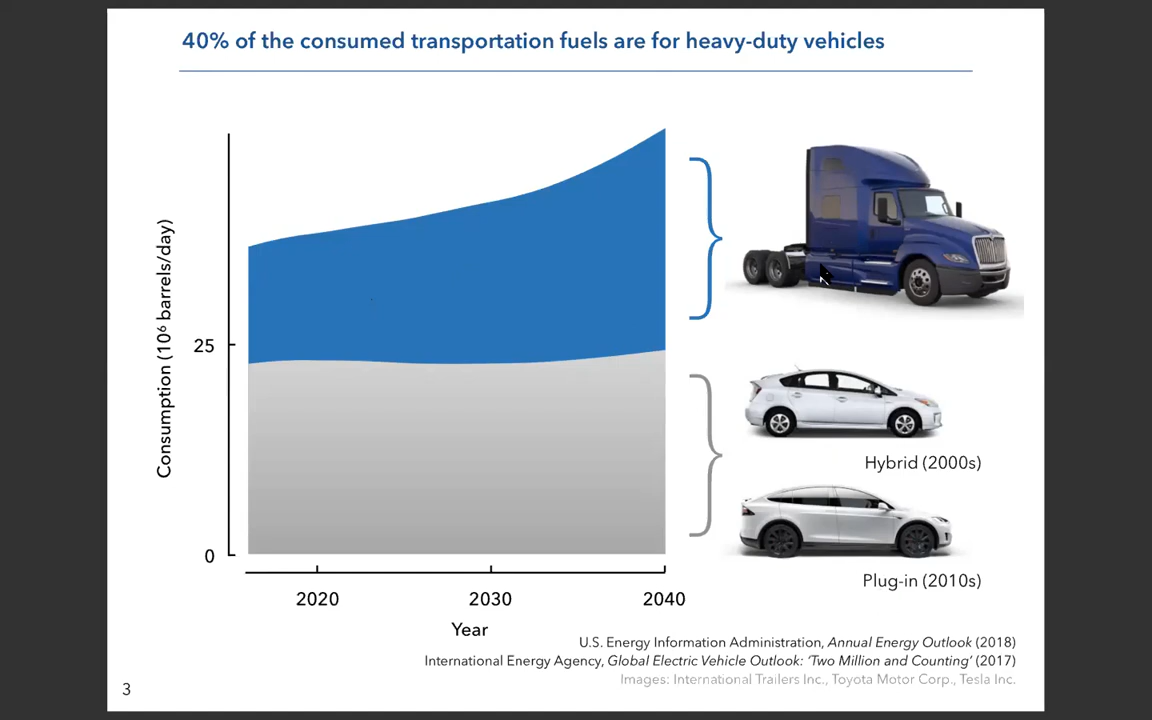 40% of the consumed transportation fuels are for heavy-duty vehicles
Consumption (10⁶ barrels/day)
25
0
2020
2030
2040
Year
Hybrid (2000s)
Plug-in (2010s)
U.S. Energy Information Administration, Annual Energy Outlook (2018)
International Energy Agency, Global Electric Vehicle Outlook: ‘Two Million and Counting’ (2017)
Images: International Trailers Inc., Toyota Motor Corp., Tesla Inc.
3